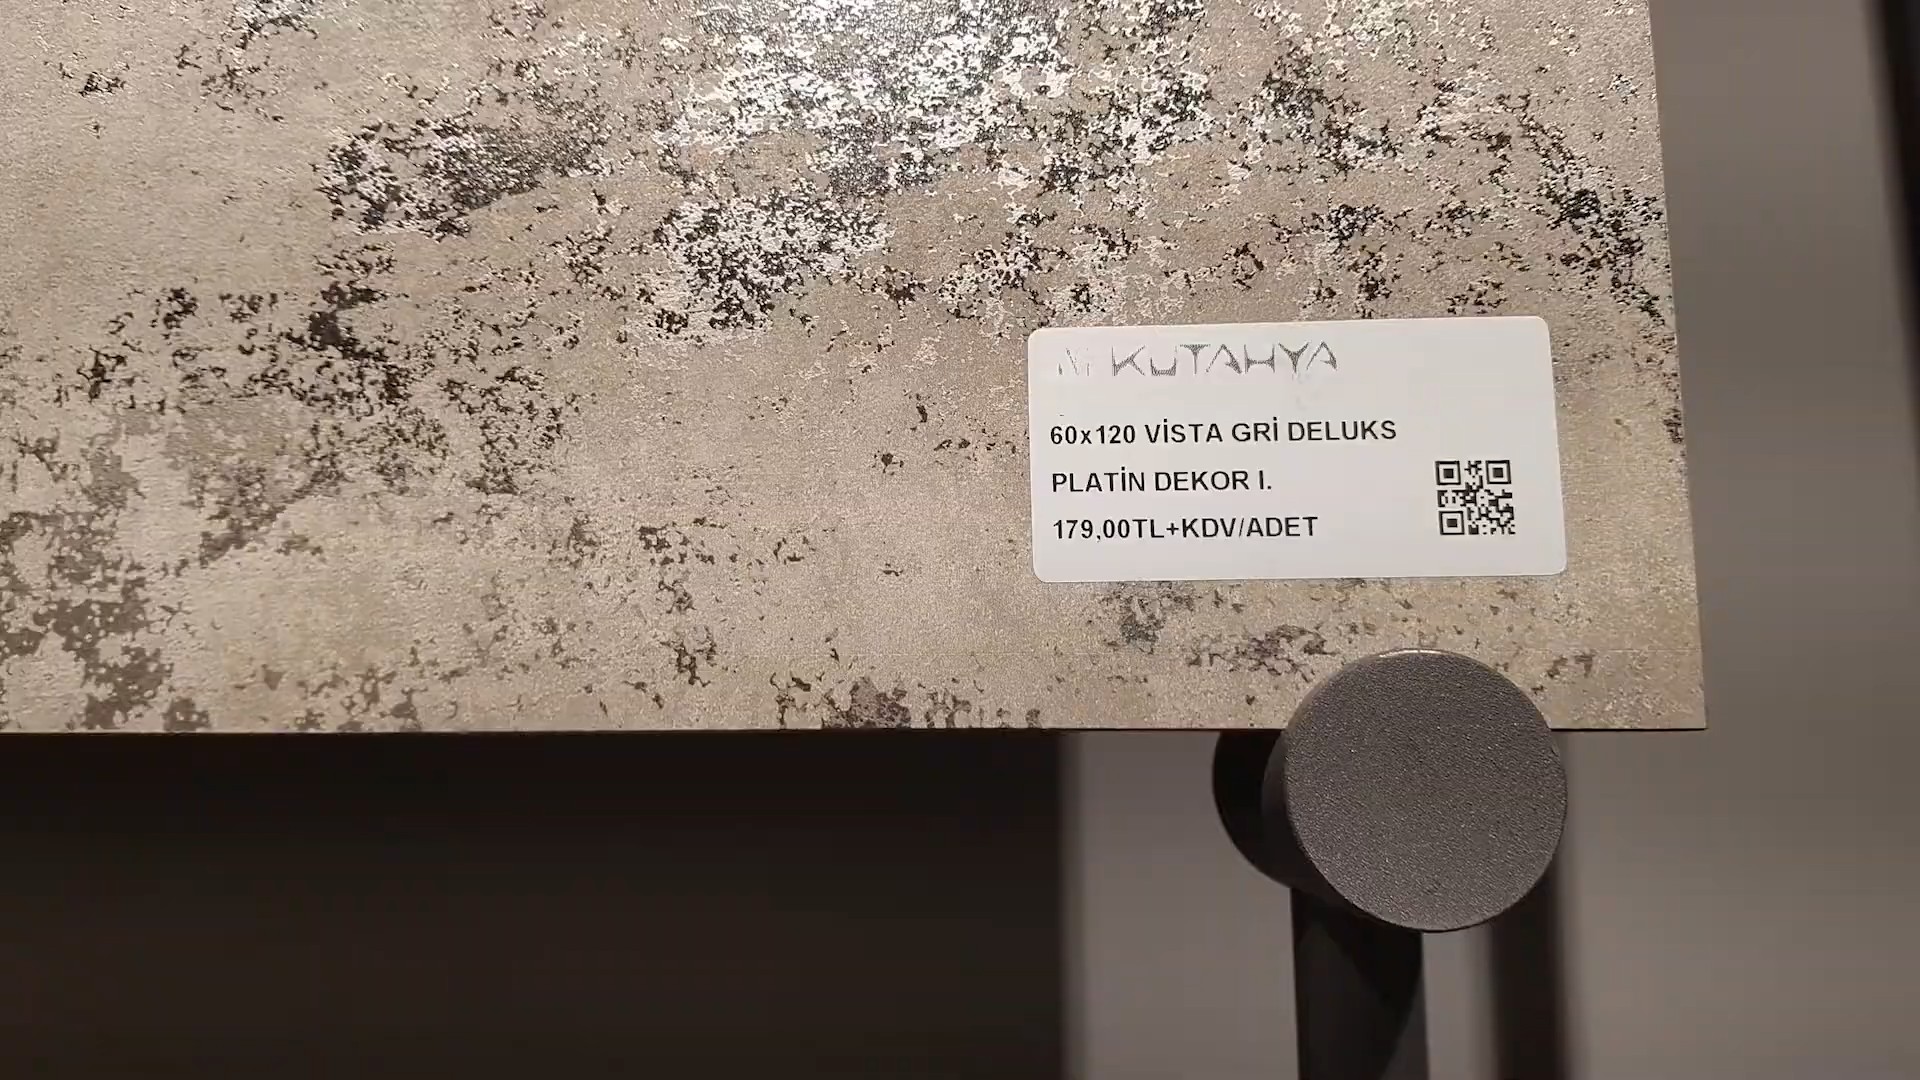 KUTAHYA
60x120 VİSTA GRİ DELUKS
PLATİN DEKOR I.
179,00TL+KDV/ADET